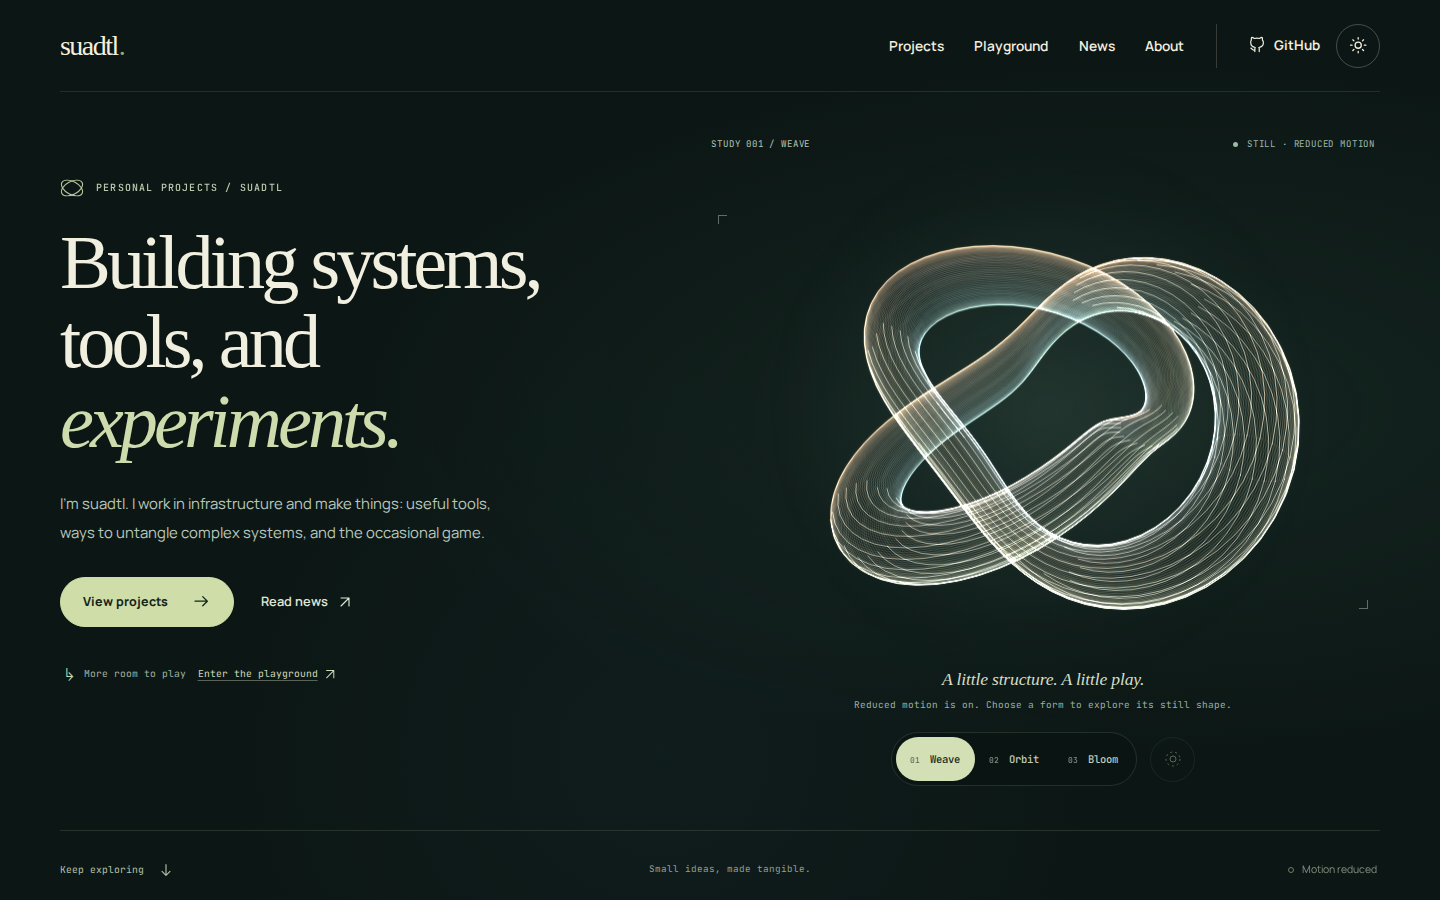 suadtl.
Projects Playground News About GitHub
STUDY 001 / WEAVE
STILL · REDUCED MOTION
PERSONAL PROJECTS / SUADTL
Building systems,
tools, and
experiments.
I'm suadtl. I work in infrastructure and make things: useful tools,
ways to untangle complex systems, and the occasional game.
View projects
Read news
More room to play Enter the playground
A little structure. A little play.
Reduced motion is on. Choose a form to explore its still shape.
01 Weave 02 Orbit 03 Bloom
Keep exploring
Small ideas, made tangible.
Motion reduced